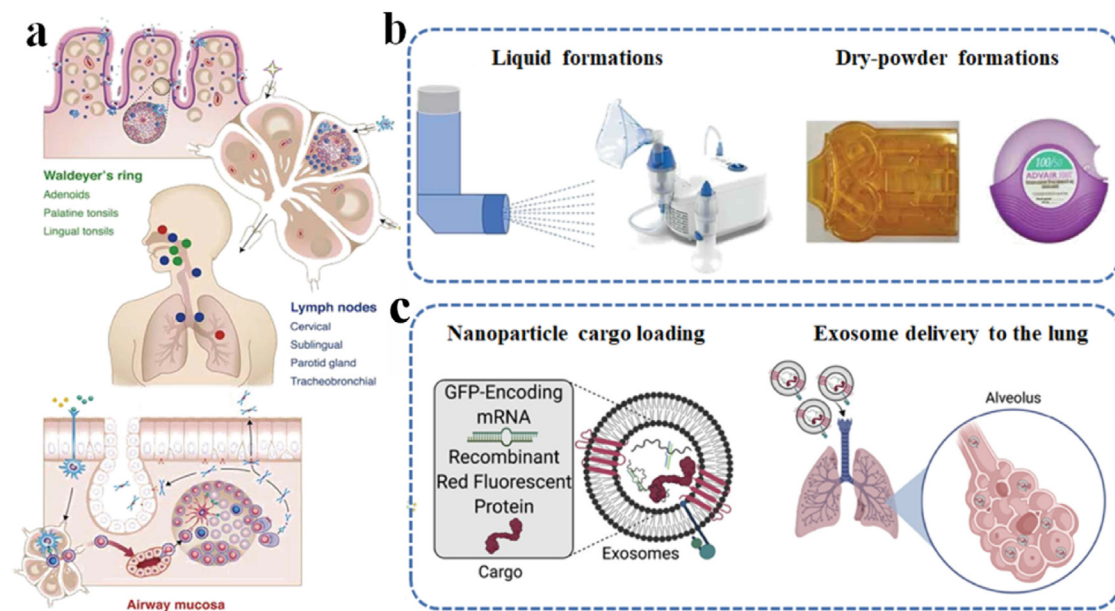 a
Waldeyer's ring
Adenoids
Palatine tonsils
Lingual tonsils
Lymph nodes
Cervical
Sublingual
Parotid gland
Tracheobronchial
Airway mucosa
b
Liquid formations
Dry-powder formations
100/50
ADVAIR
c
Nanoparticle cargo loading
GFP-Encoding
mRNA
Recombinant
Red Fluorescent
Protein
Cargo
Exosomes
Exosome delivery to the lung
Alveolus